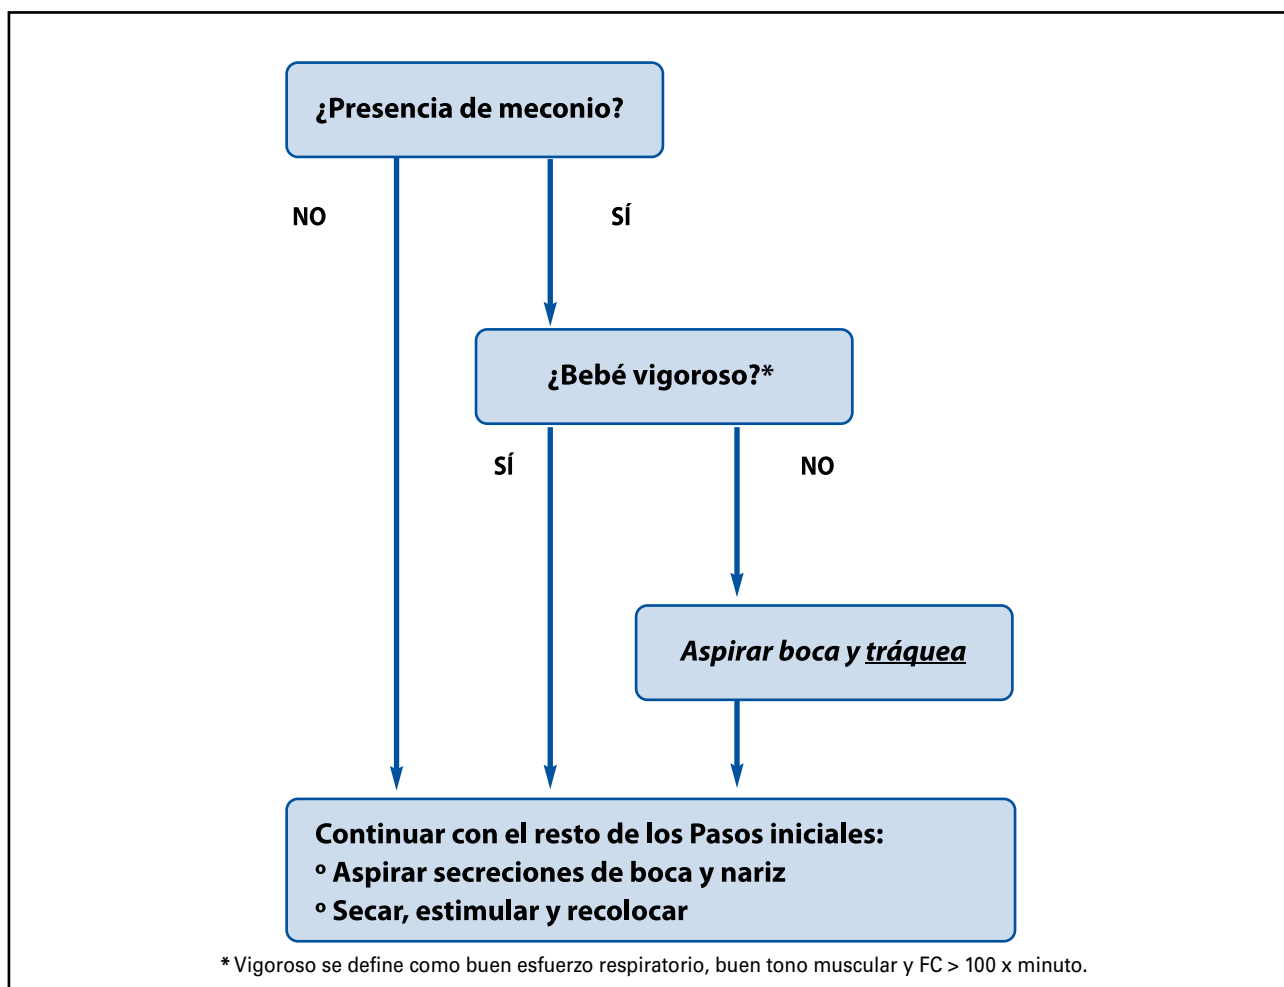 ¿Presencia de meconio?
NO
SÍ
¿Bebé vigoroso?*
SÍ
NO
Aspirar boca y tráquea
Continuar con el resto de los Pasos iniciales:
º Aspirar secreciones de boca y nariz
º Secar, estimular y recolocar
* Vigoroso se define como buen esfuerzo respiratorio, buen tono muscular y FC > 100 x minuto.